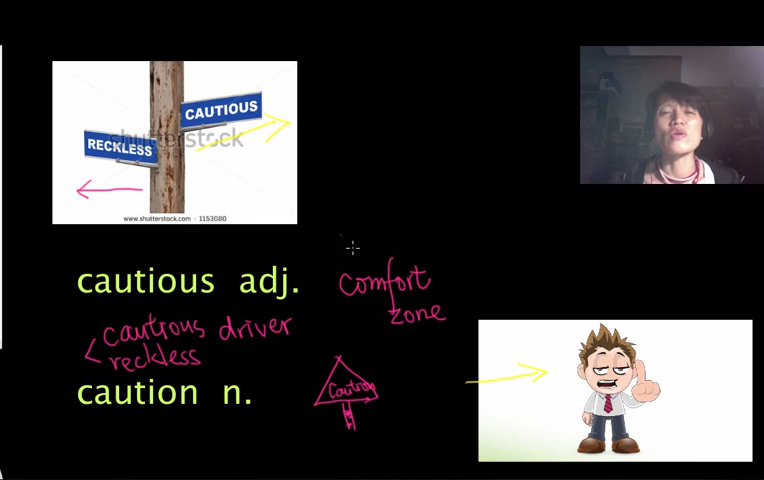 CAUTIOUS
RECKLESS
shutterstock
www.shutterstock.com · 1153080
cautious adj.
comfort
zone
cautious driver
reckless
caution n.
Caution